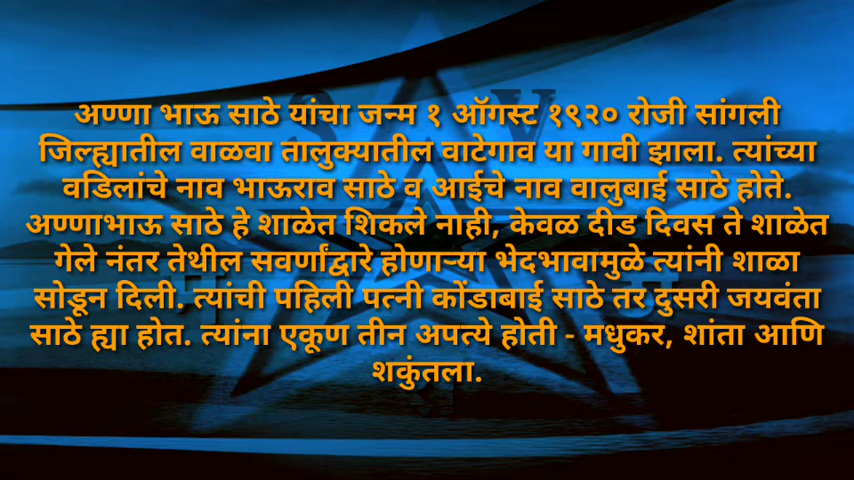 अण्णा भाऊ साठे यांचा जन्म १ ऑगस्ट १९२० रोजी सांगली
जिल्ह्यातील वाळवा तालुक्यातील वाटेगाव या गावी झाला. त्यांच्या
वडिलांचे नाव भाऊराव साठे व आईचे नाव वालुबाई साठे होते.
अण्णाभाऊ साठे हे शाळेत शिकले नाही, केवळ दीड दिवस ते शाळेत
गेले नंतर तेथील सवर्णांद्वारे होणाऱ्या भेदभावामुळे त्यांनी शाळा
सोडून दिली. त्यांची पहिली पत्नी कोंडाबाई साठे तर दुसरी जयवंता
साठे ह्या होत. त्यांना एकूण तीन अपत्ये होती - मधुकर, शांता आणि
शकुंतला.